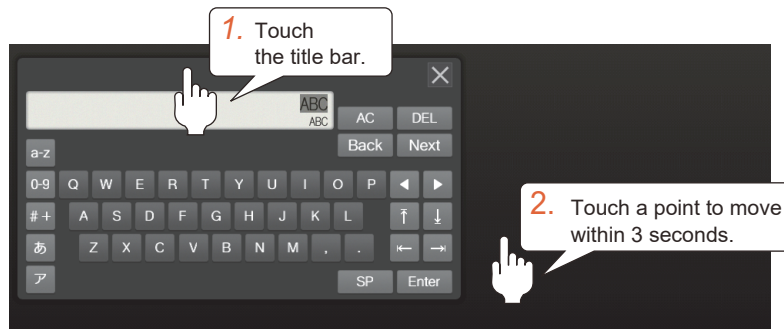 1. Touch
the title bar.
ABC
ABC
AC DEL
Back Next
a-z
0-9 Q W E R T Y U I O P
#+ A S D F G H J K L
あ Z X C V B N M , .
ア SP Enter
2. Touch a point to move
within 3 seconds.